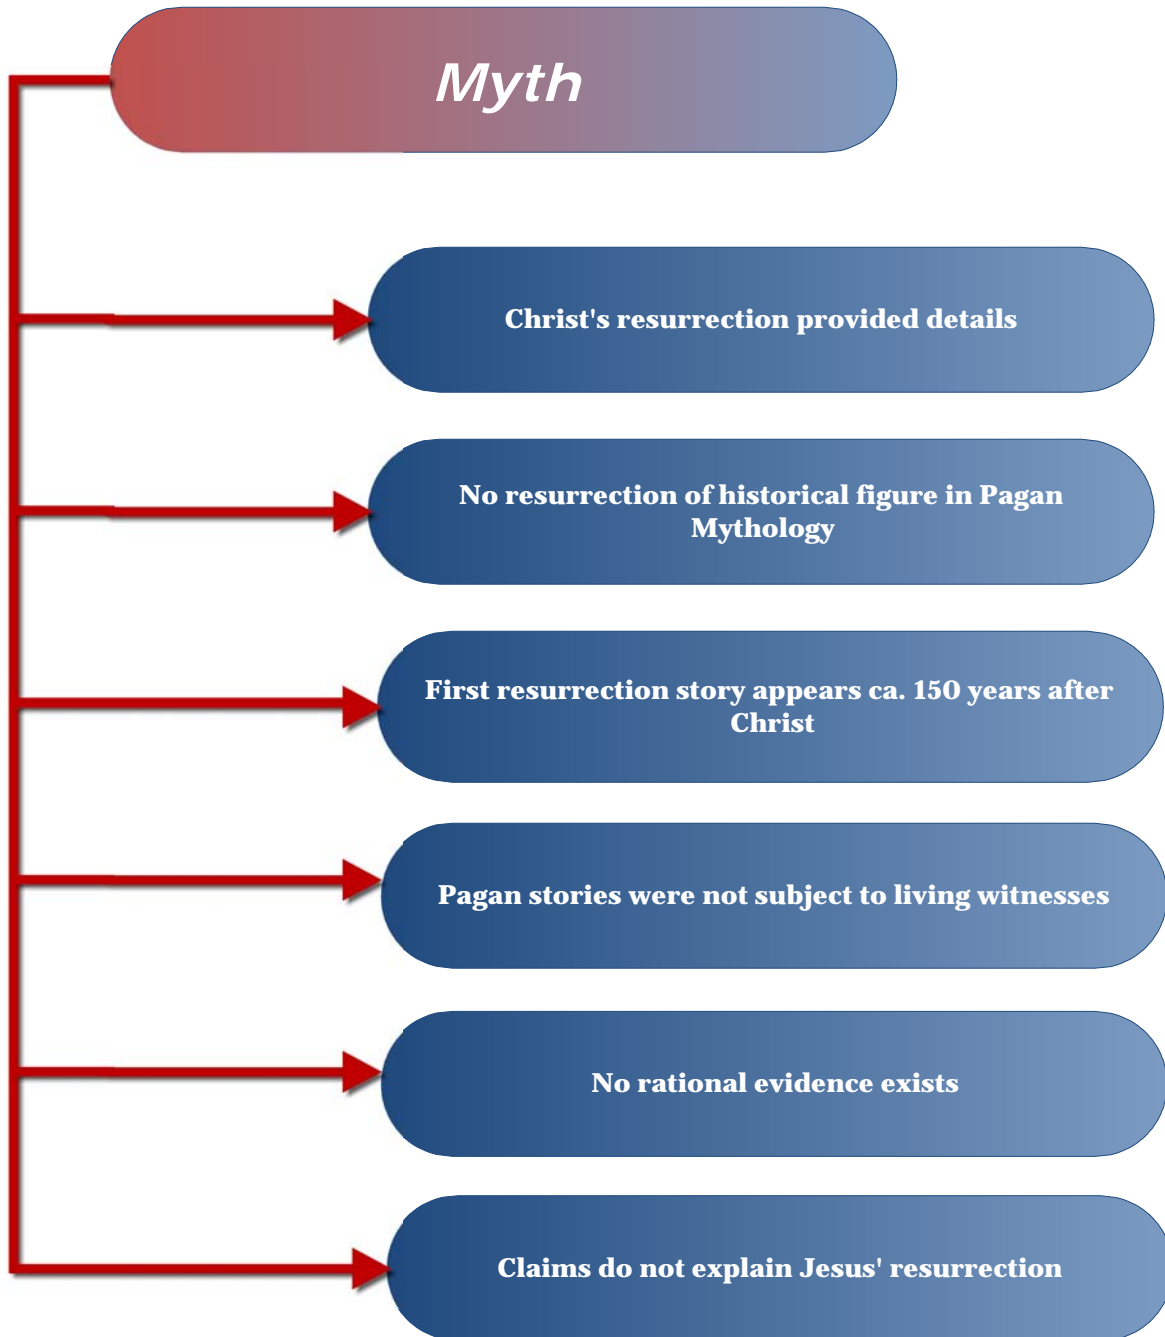 Myth
Christ's resurrection provided details
No resurrection of historical figure in Pagan
Mythology
First resurrection story appears ca. 150 years after
Christ
Pagan stories were not subject to living witnesses
No rational evidence exists
Claims do not explain Jesus' resurrection